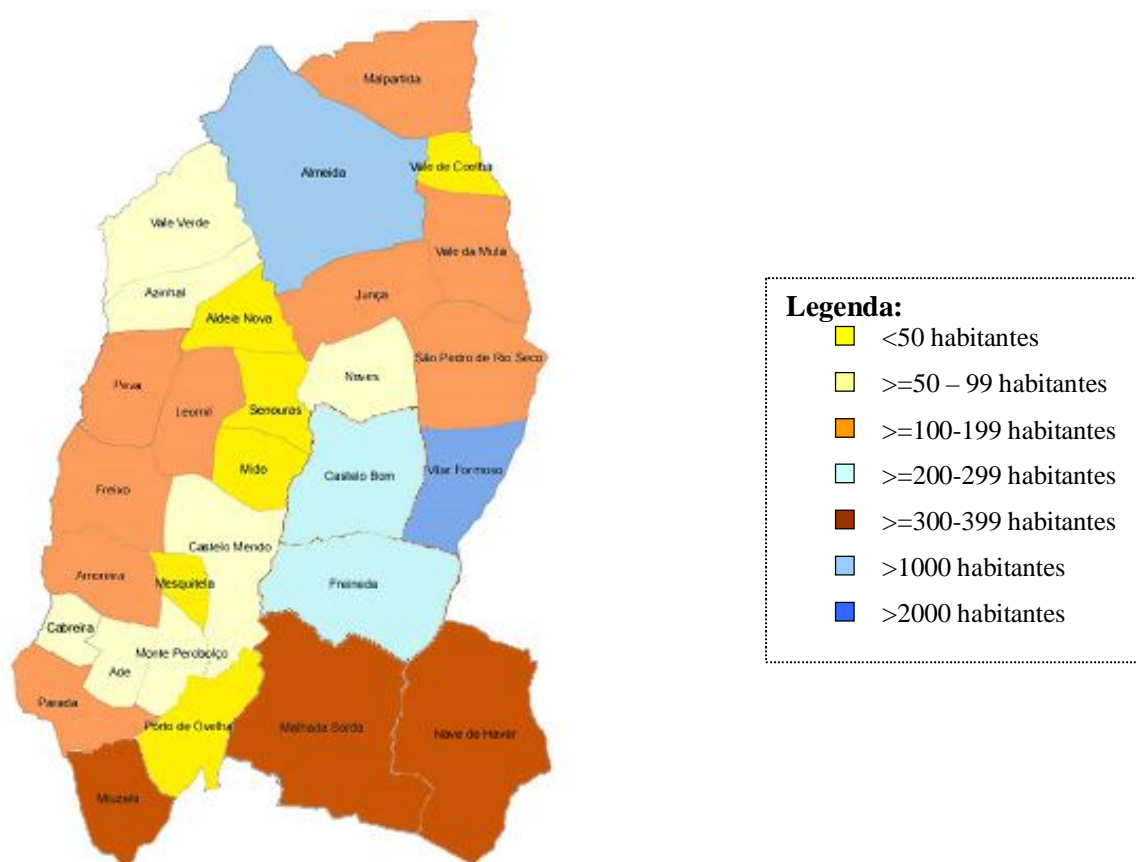 Malpartida
Vale de Coelha
Almeida
Vale Verde
Vale da Mula
Azinhal
Junça
Aldeia Nova
São Pedro de Rio Seco
Naves
Peva
Leomil
Senouras
Mido
Castelo Bom
Vilar Formoso
Freixo
Castelo Mendo
Amoreira
Mesquitela
Freineda
Cabreira
Monte Perobolço
Ade
Parada
Porto de Ovelha
Malhada Sorda
Nave de Haver
Miuzela
Legenda:
<50 habitantes
>=50 – 99 habitantes
>=100-199 habitantes
>=200-299 habitantes
>=300-399 habitantes
>1000 habitantes
>2000 habitantes